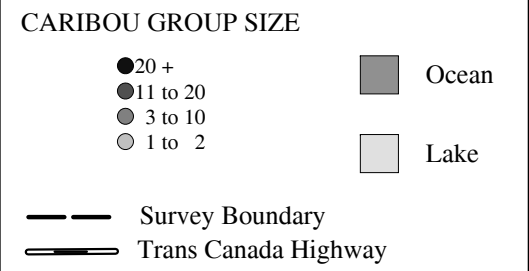 CARIBOU GROUP SIZE
20 +
11 to 20
3 to 10
1 to 2
Ocean
Lake
Survey Boundary
Trans Canada Highway